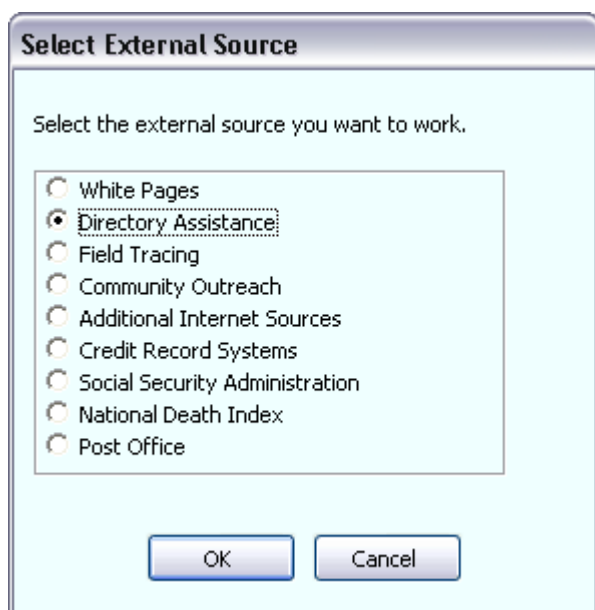 Select External Source
Select the external source you want to work.
White Pages
Directory Assistance
Field Tracing
Community Outreach
Additional Internet Sources
Credit Record Systems
Social Security Administration
National Death Index
Post Office
OK Cancel